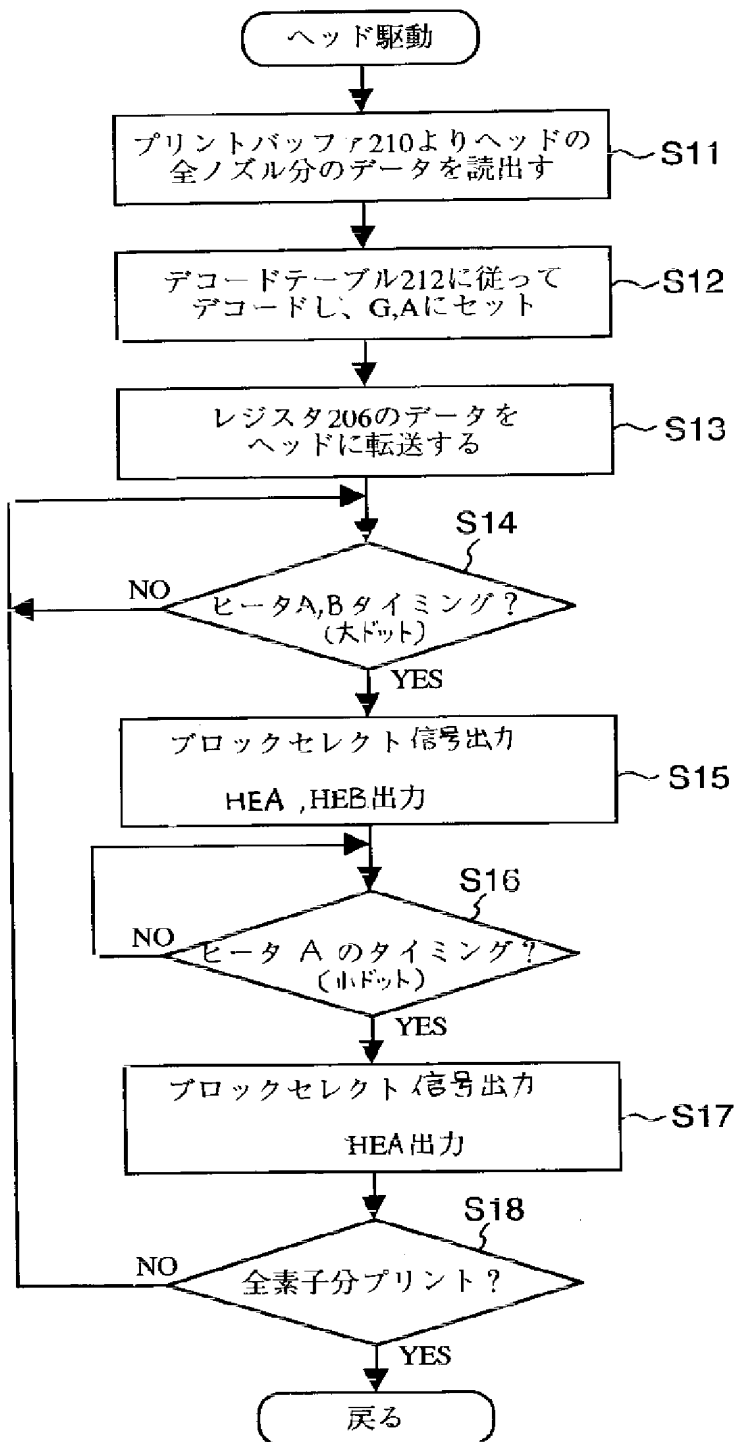 ヘッド駆動
プリントバッファ210よりヘッドの
全ノズル分のデータを読出す
S11
デコードテーブル212に従って
デコードし、G,Aにセット
S12
レジスタ206のデータを
ヘッドに転送する
S13
S14
NO
ヒータA,Bタイミング?
(大ドット)
YES
ブロックセレクト信号出力
HEA ,HEB出力
S15
S16
NO
ヒータ A のタイミング?
(小ドット)
YES
ブロックセレクト信号出力
HEA出力
S17
S18
NO
全素子分プリント?
YES
戻る